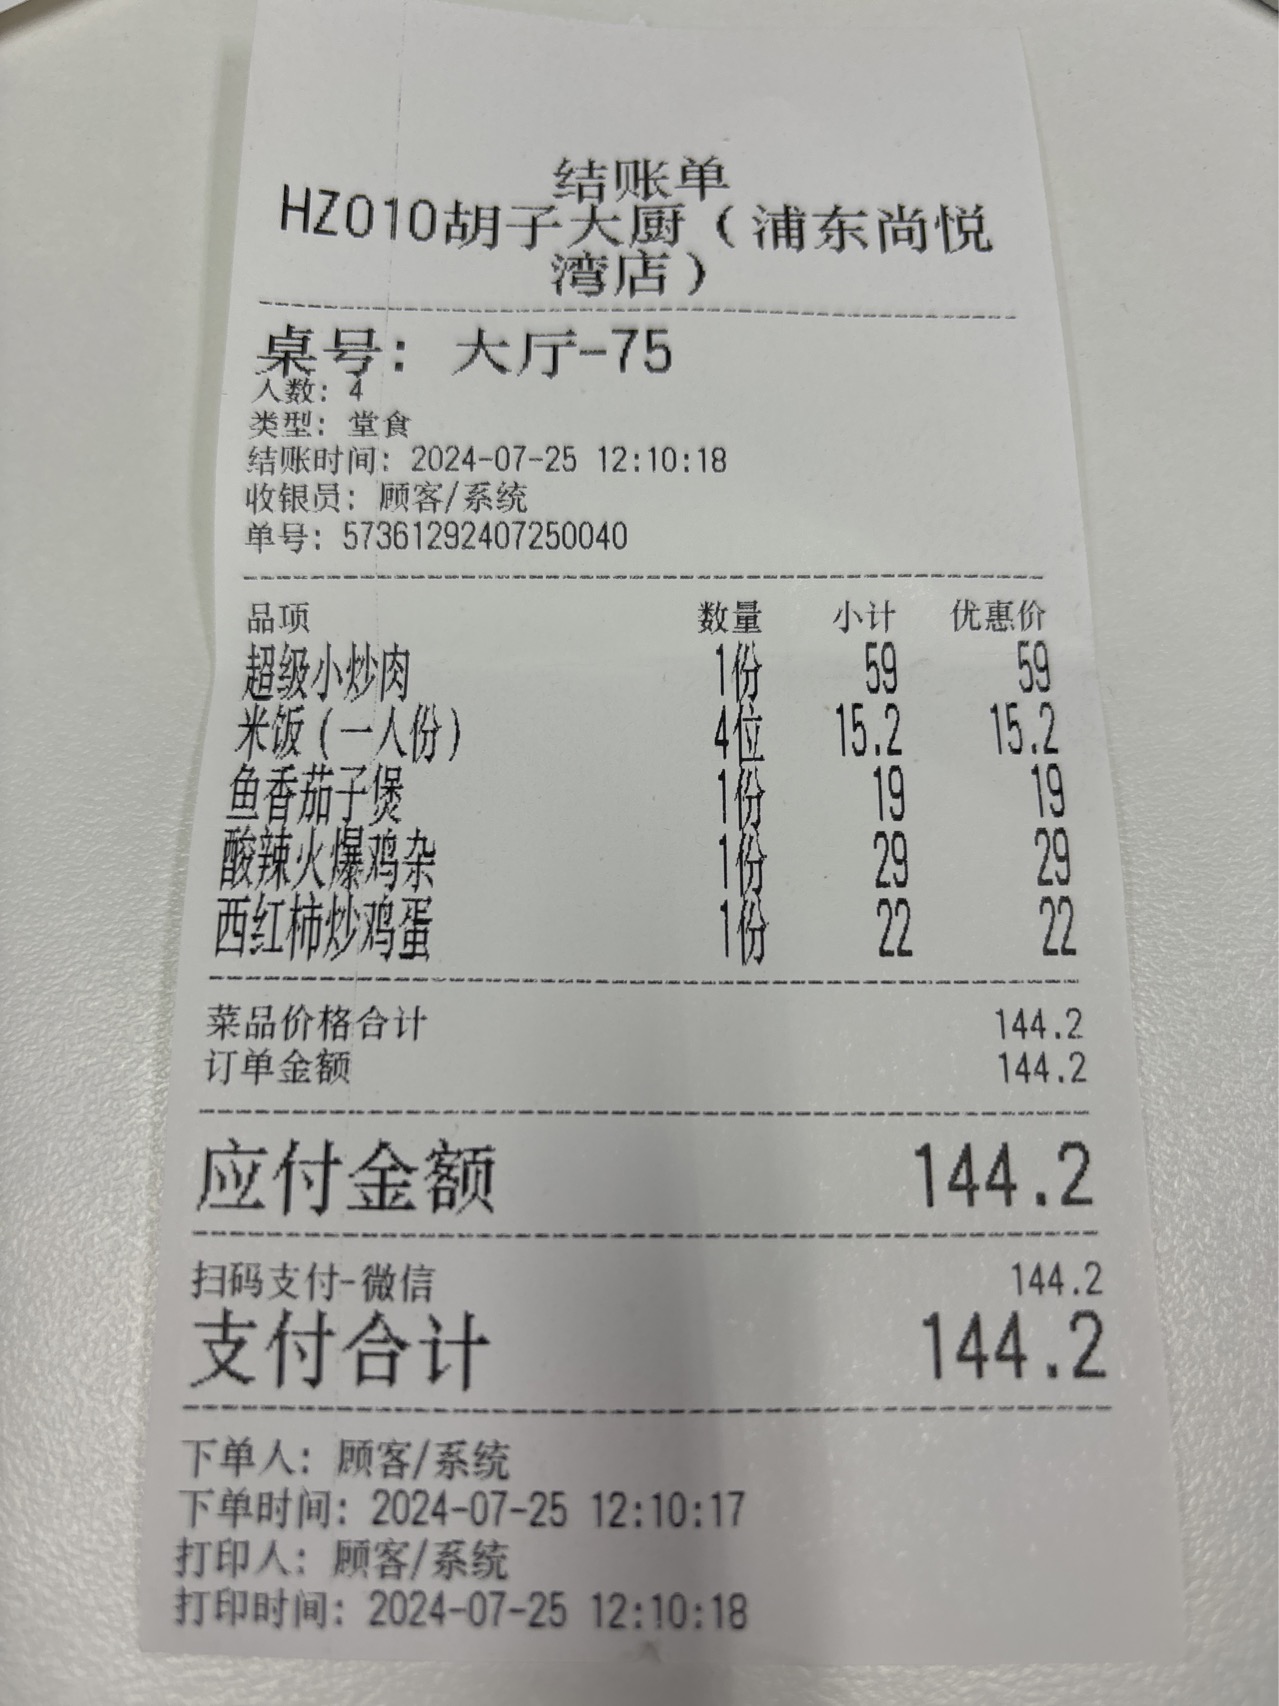 结账单
HZ010胡子大厨（浦东尚悦
湾店）
桌号：大厅-75
人数：4
类型：堂食
结账时间：2024-07-25 12:10:18
收银员：顾客/系统
单号：57361292407250040
品项 数量 小计 优惠价
超级小炒肉 1份 59 59
米饭（一人份） 4位 15.2 15.2
鱼香茄子煲 1份 19 19
酸辣火爆鸡杂 1份 29 29
西红柿炒鸡蛋 1份 22 22
菜品价格合计 144.2
订单金额 144.2
应付金额 144.2
扫码支付-微信 144.2
支付合计 144.2
下单人：顾客/系统
下单时间：2024-07-25 12:10:17
打印人：顾客/系统
打印时间：2024-07-25 12:10:18